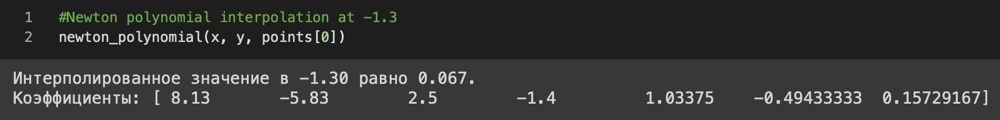 1 #Newton polynomial interpolation at -1.3
2 newton_polynomial(x, y, points[0])
Интерполированное значение в -1.30 равно 0.067.
Коэффициенты: [ 8.13 -5.83 2.5 -1.4 1.03375 -0.49433333 0.15729167]